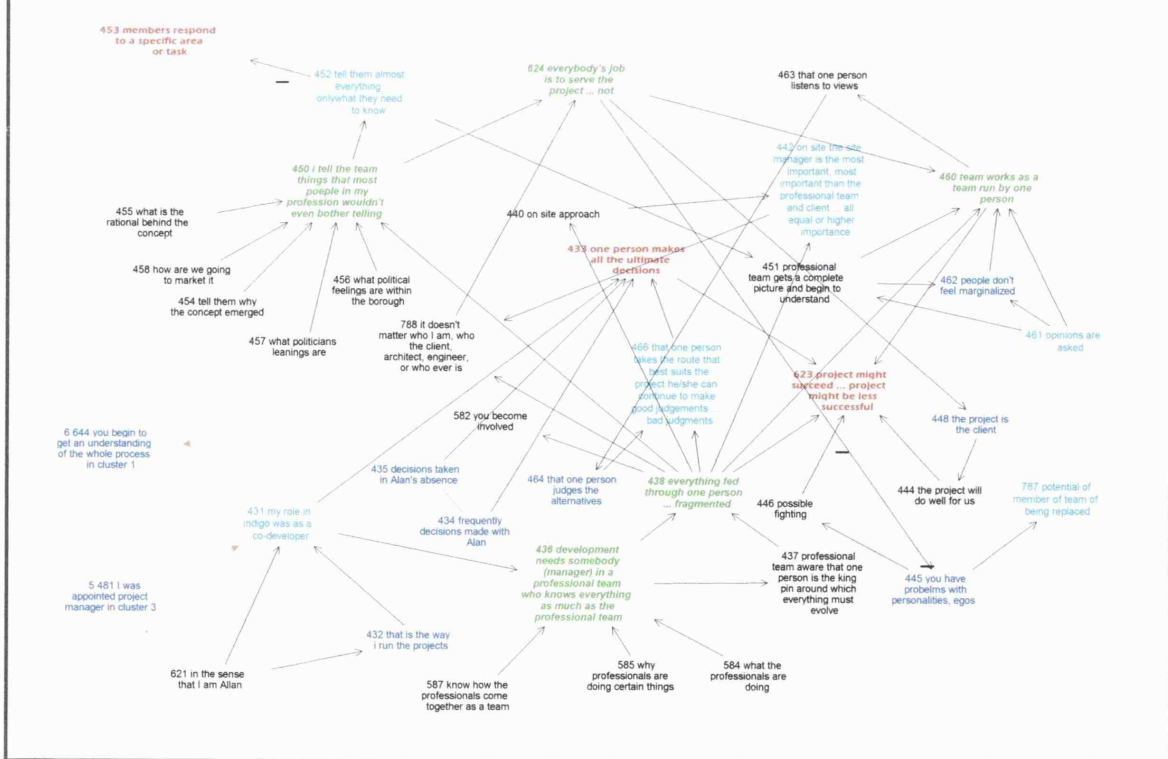 453 members respond
to a specific area
or task
452 tell them almost
everything
onlywhat they need
to know
624 everybody's job
is to serve the
project ... not
463 that one person
listens to views
442 on site the site
manager is the most
important, most
important than the
professional team
and client ... all
equal or higher
importance
450 i tell the team
things that most
poeple in my
profession wouldn't
even bother telling
460 team works as a
team run by one
person
455 what is the
rational behind the
concept
440 on site approach
433 one person makes
all the ultimate
decisions
458 how are we going
to market it
454 tell them why
the concept emerged
456 what political
feelings are within
the borough
451 professional
team gets a complete
picture and begin to
understand
462 people don't
feel marginalized
457 what politicians
leanings are
788 it doesn't
matter who I am, who
the client,
architect, engineer,
or who ever is
461 opinions are
asked
466 that one person
takes the route that
best suits the
project he/she can
continue to make
good judgements ...
bad judgments
623 project might
succeed ... project
might be less
successful
582 you become
involved
448 the project is
the client
6 644 you begin to
get an understanding
of the whole process
in cluster 1
435 decisions taken
in Alan's absence
464 that one person
judges the
alternatives
438 everything fed
through one person
... fragmented
446 possible
fighting
444 the project will
do well for us
787 potential of
member of team of
being replaced
431 my role in
indigo was as a
co-developer
434 frequently
decisions made with
Alan
436 development
needs somebody
(manager) in a
professional team
who knows everything
as much as the
professional team
437 professional
team aware that one
person is the king
pin around which
everything must
evolve
445 you have
probelms with
personalities, egos
5 481 I was
appointed project
manager in cluster 3
432 that is the way
i run the projects
621 in the sense
that I am Allan
587 know how the
professionals come
together as a team
585 why
professionals are
doing certain things
584 what the
professionals are
doing